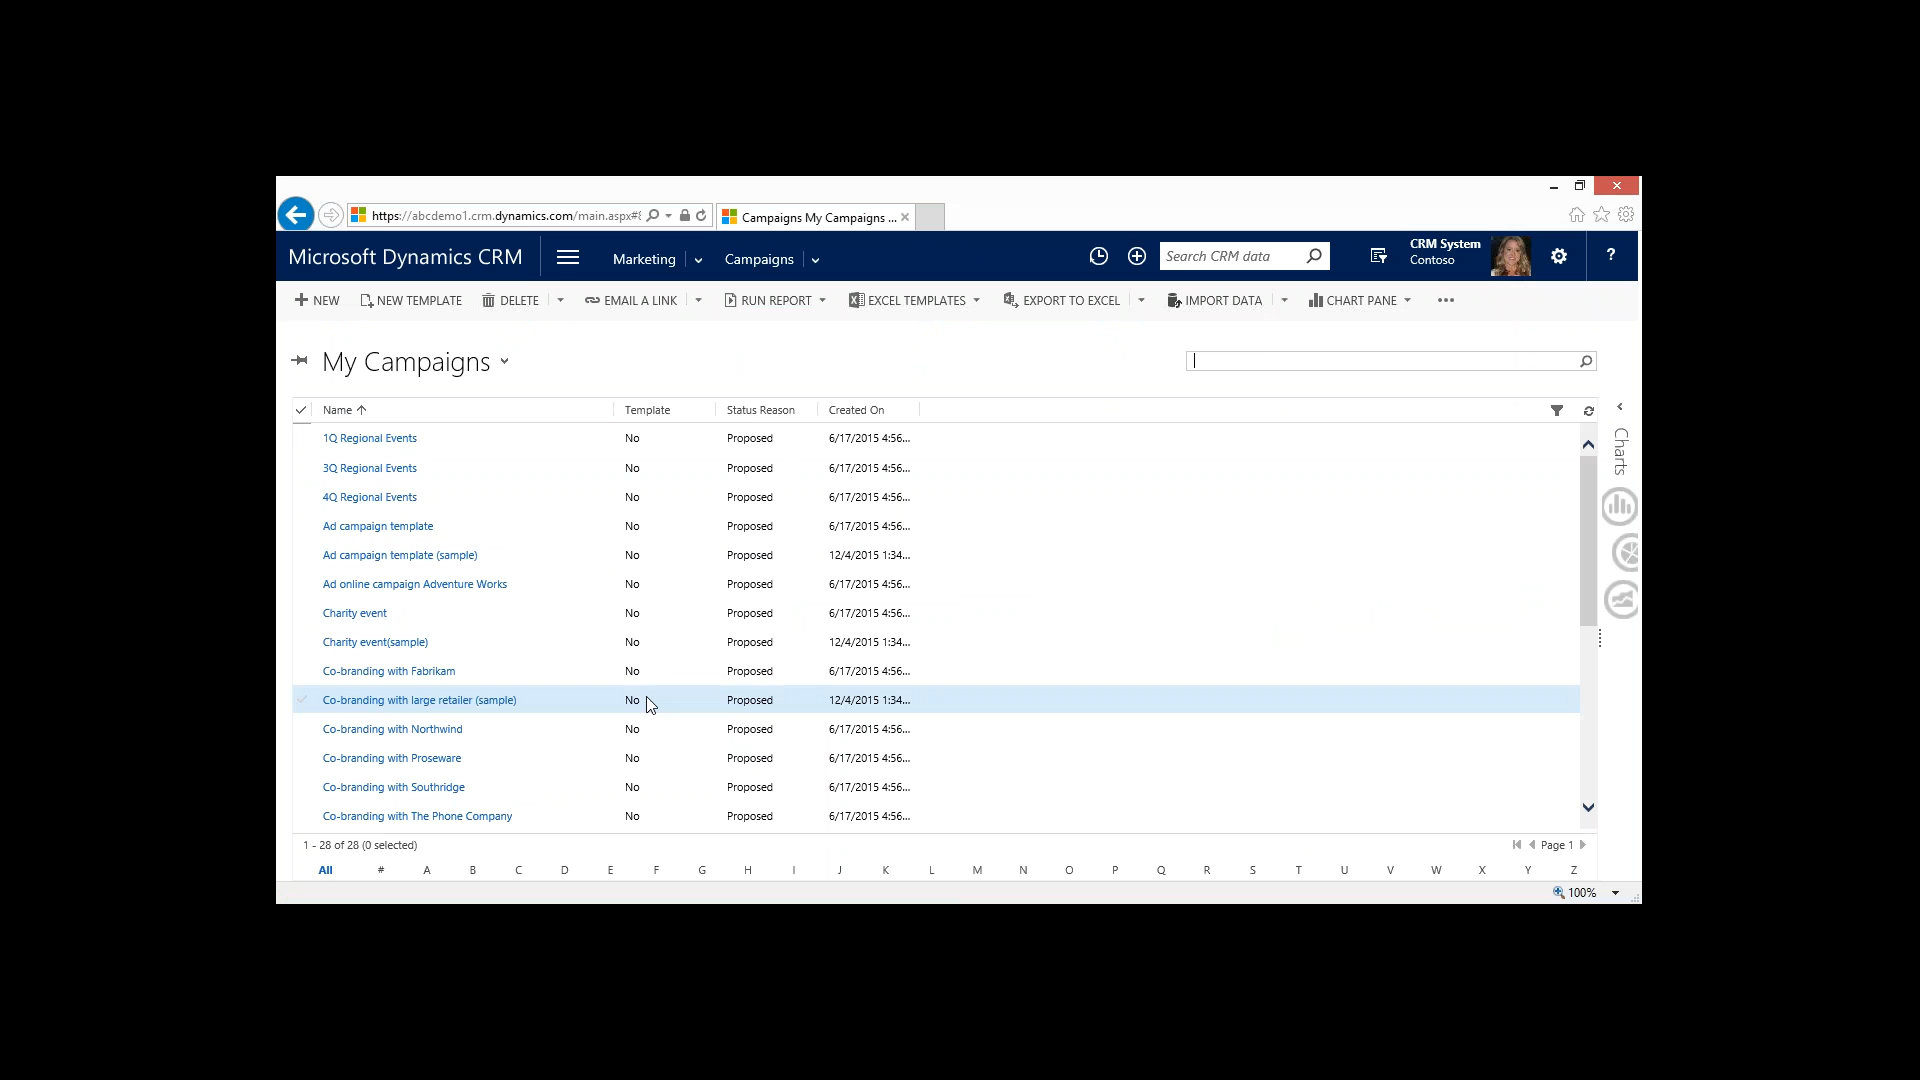 https://abcdemo1.crm.dynamics.com/main.aspx#
Campaigns My Campaigns ...
Microsoft Dynamics CRM
Marketing
Campaigns
Search CRM data
CRM System
Contoso
?
NEW
NEW TEMPLATE
DELETE
EMAIL A LINK
RUN REPORT
EXCEL TEMPLATES
EXPORT TO EXCEL
IMPORT DATA
CHART PANE
My Campaigns
Name Template Status Reason Created On
Charts
1Q Regional Events No Proposed 6/17/2015 4:56...
3Q Regional Events No Proposed 6/17/2015 4:56...
4Q Regional Events No Proposed 6/17/2015 4:56...
Ad campaign template No Proposed 6/17/2015 4:56...
Ad campaign template (sample) No Proposed 12/4/2015 1:34...
Ad online campaign Adventure Works No Proposed 6/17/2015 4:56...
Charity event No Proposed 6/17/2015 4:56...
Charity event(sample) No Proposed 12/4/2015 1:34...
Co-branding with Fabrikam No Proposed 6/17/2015 4:56...
Co-branding with large retailer (sample) No Proposed 12/4/2015 1:34...
Co-branding with Northwind No Proposed 6/17/2015 4:56...
Co-branding with Proseware No Proposed 6/17/2015 4:56...
Co-branding with Southridge No Proposed 6/17/2015 4:56...
Co-branding with The Phone Company No Proposed 6/17/2015 4:56...
1 - 28 of 28 (0 selected)
Page 1
All # A B C D E F G H I J K L M N O P Q R S T U V W X Y Z
100%